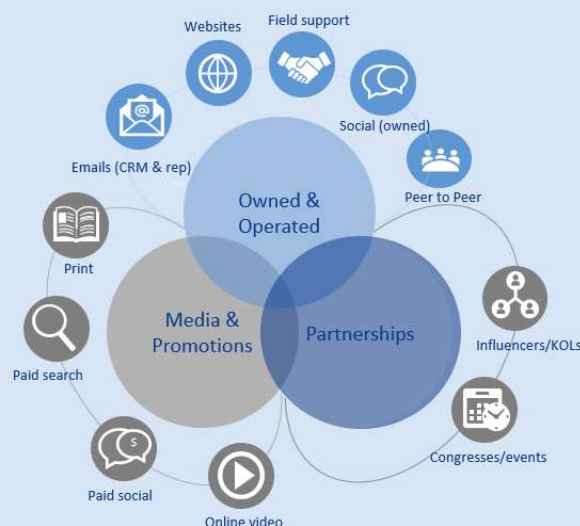 Websites
Field support
Emails (CRM & rep)
@
Social (owned)
Peer to Peer
Owned &
Operated
Print
Media &
Promotions
Partnerships
Paid search
Influencers/KOLs
Paid social
$
Online video
Congresses/events